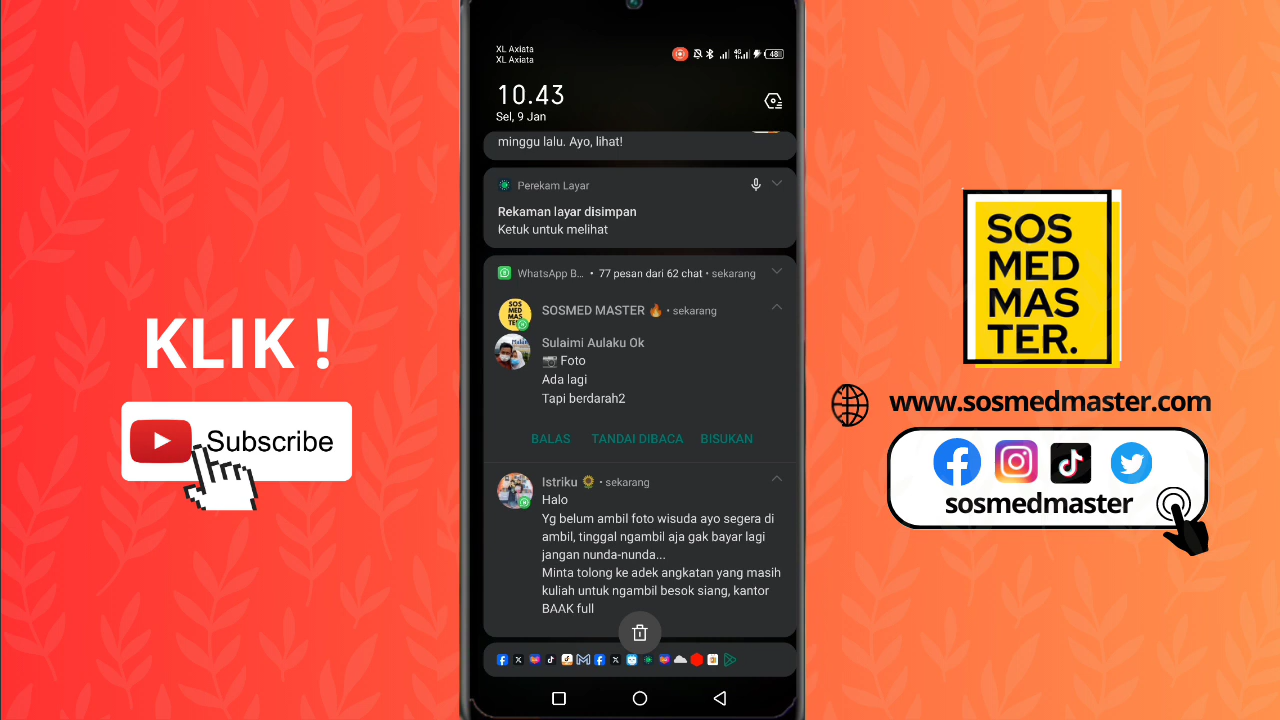 KLIK !
Subscribe
XL Axiata
XL Axiata
48
10.43
Sel, 9 Jan
minggu lalu. Ayo, lihat!
Perekam Layar
Rekaman layar disimpan
Ketuk untuk melihat
WhatsApp B... • 77 pesan dari 62 chat • sekarang
SOSMED MASTER 🔥 • sekarang
Sulaimi Aulaku Ok
📷 Foto
Ada lagi
Tapi berdarah2
BALAS TANDAI DIBACA BISUKAN
Istriku 🌻 • sekarang
Halo
Yg belum ambil foto wisuda ayo segera di
ambil, tinggal ngambil aja gak bayar lagi
jangan nunda-nunda...
Minta tolong ke adek angkatan yang masih
kuliah untuk ngambil besok siang, kantor
BAAK full
SOS
MED
MAS
TER.
www.sosmedmaster.com
sosmedmaster